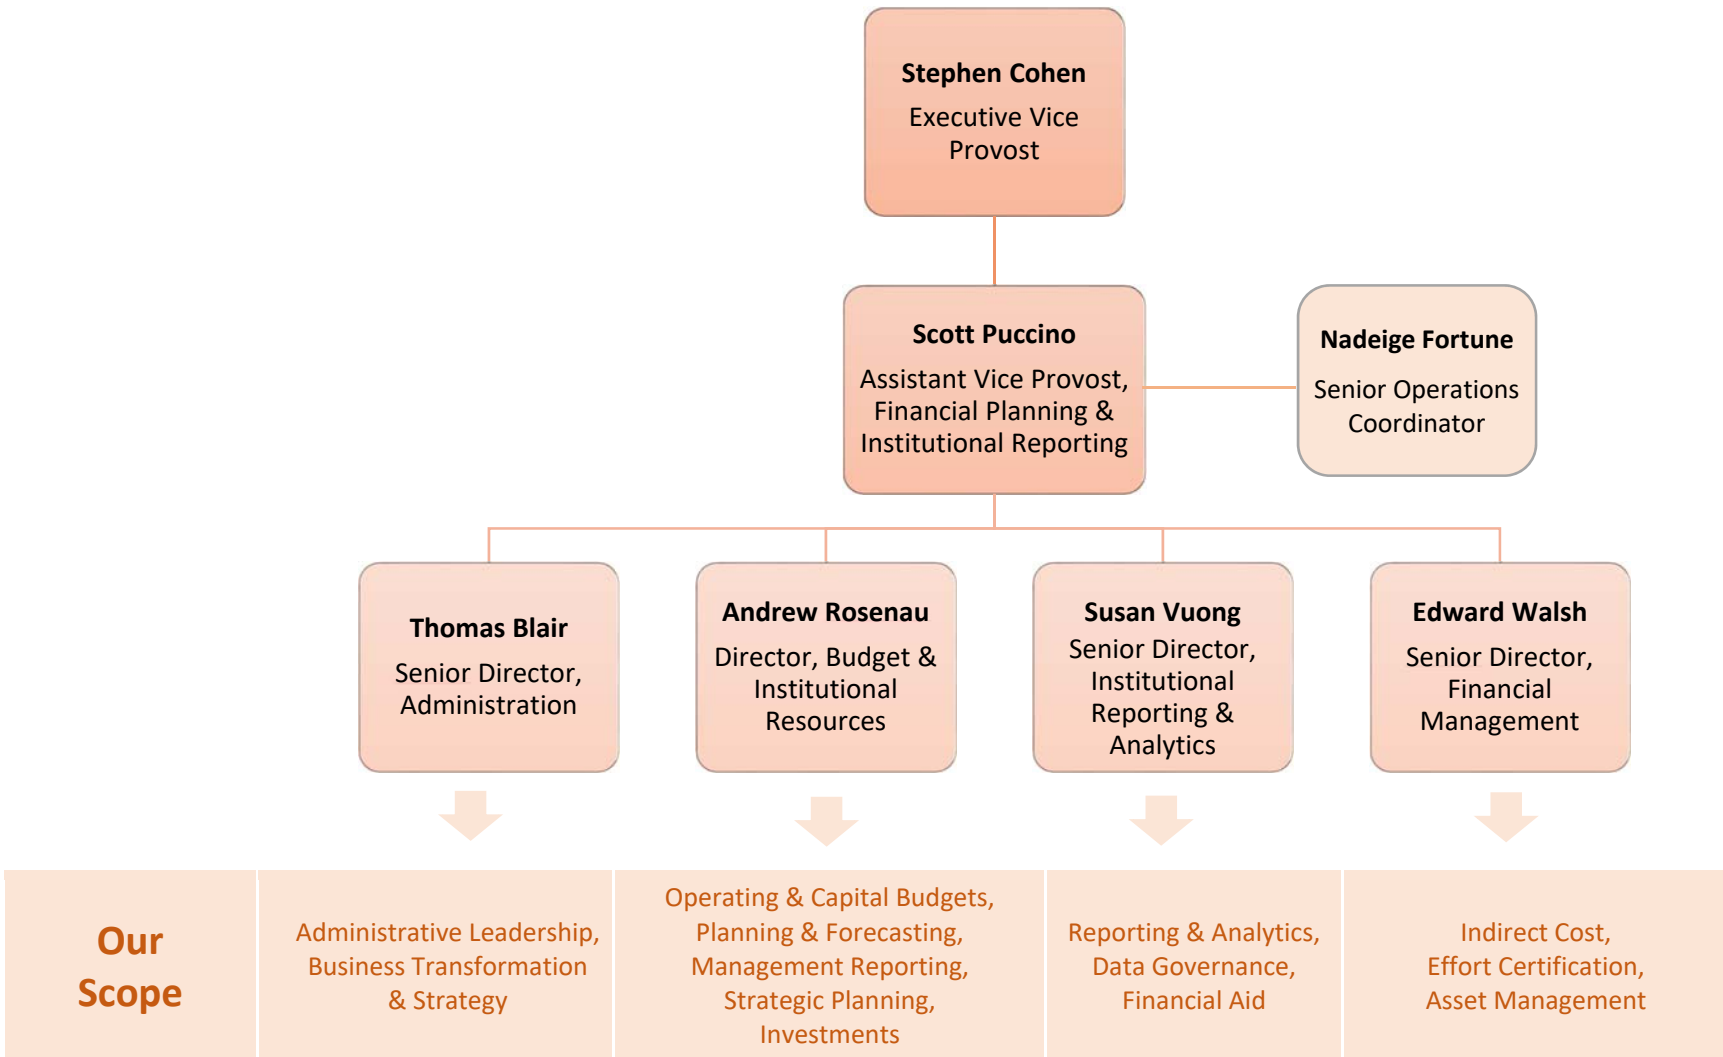 Stephen Cohen
Executive Vice
Provost
Scott Puccino
Assistant Vice Provost,
Financial Planning &
Institutional Reporting
Nadeige Fortune
Senior Operations
Coordinator
Thomas Blair
Senior Director,
Administration
Andrew Rosenau
Director, Budget &
Institutional
Resources
Susan Vuong
Senior Director,
Institutional
Reporting &
Analytics
Edward Walsh
Senior Director,
Financial
Management
Our
Scope
Administrative Leadership,
Business Transformation
& Strategy
Operating & Capital Budgets,
Planning & Forecasting,
Management Reporting,
Strategic Planning,
Investments
Reporting & Analytics,
Data Governance,
Financial Aid
Indirect Cost,
Effort Certification,
Asset Management